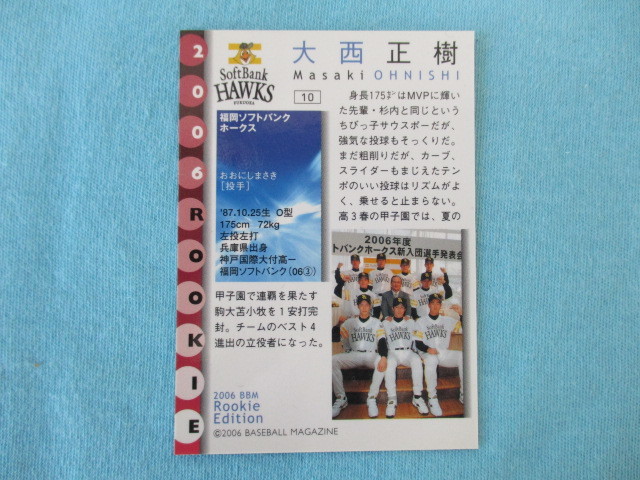 2006 ROOKIE
SoftBank
HAWKS
FUKUOKA
大西正樹
Masaki OHNISHI
10
福岡ソフトバンク
ホークス
おおにしまさき
[投手]
'87.10.25生 O型
175cm 72kg
左投左打
兵庫県出身
神戸国際大付高一
福岡ソフトバンク(06③)
身長175㌢はMVPに輝い
た先輩・杉内と同じという
ちびっ子サウスポーだが、
強気な投球もそっくりだ。
まだ粗削りだが、カーブ、
スライダーもまじえたテン
ポのいい投球はリズムがよ
く、乗せると止まらない。
高3春の甲子園では、夏の
2006年度
トバンクホークス新入団選手発表会
甲子園で連覇を果たす
駒大苫小牧を1安打完
封。チームのベスト4
進出の立役者になった。
2006 BBM
Rookie
Edition
©2006 BASEBALL MAGAZINE